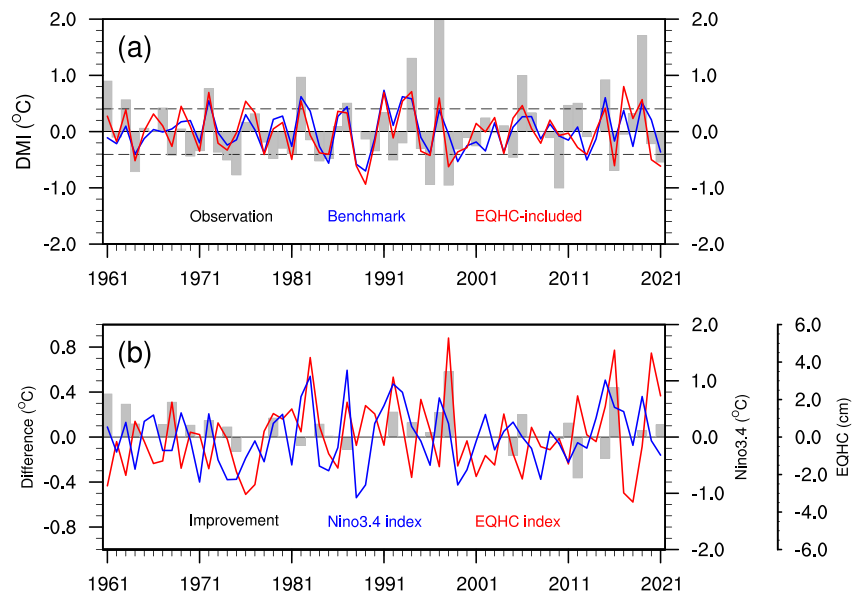 2.0 2.0
(a)
1.0 1.0
DMI (°C)
0.0 0.0
-1.0 -1.0
Observation Benchmark EQHC-included
-2.0 -2.0
1961 1971 1981 1991 2001 2011 2021
2.0 6.0
(b)
0.8
1.0 4.0
0.4
2.0
Difference (°C)
0.0 0.0 0.0
Nino3.4 (°C)
EQHC (cm)
-0.4
-2.0
-1.0 -4.0
-0.8
Improvement Nino3.4 index EQHC index
-2.0 -6.0
1961 1971 1981 1991 2001 2011 2021